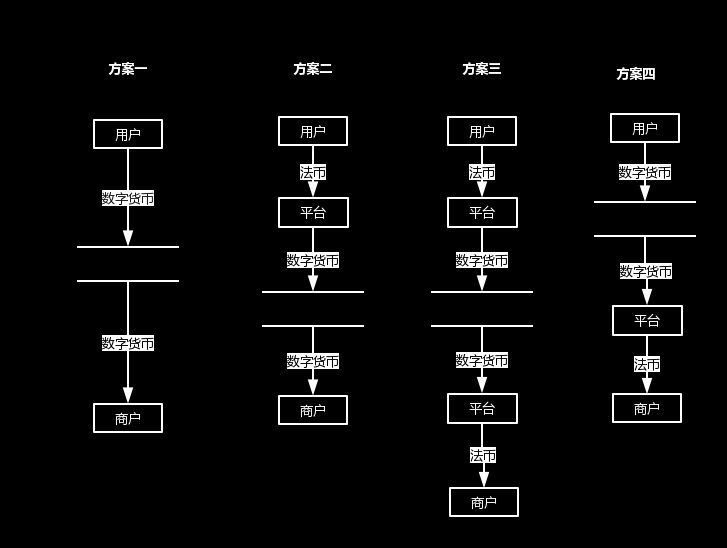 方案一
用户
数字货币
数字货币
商户
方案二
用户
法币
平台
数字货币
数字货币
商户
方案三
用户
法币
平台
数字货币
数字货币
平台
法币
商户
方案四
用户
数字货币
数字货币
平台
法币
商户